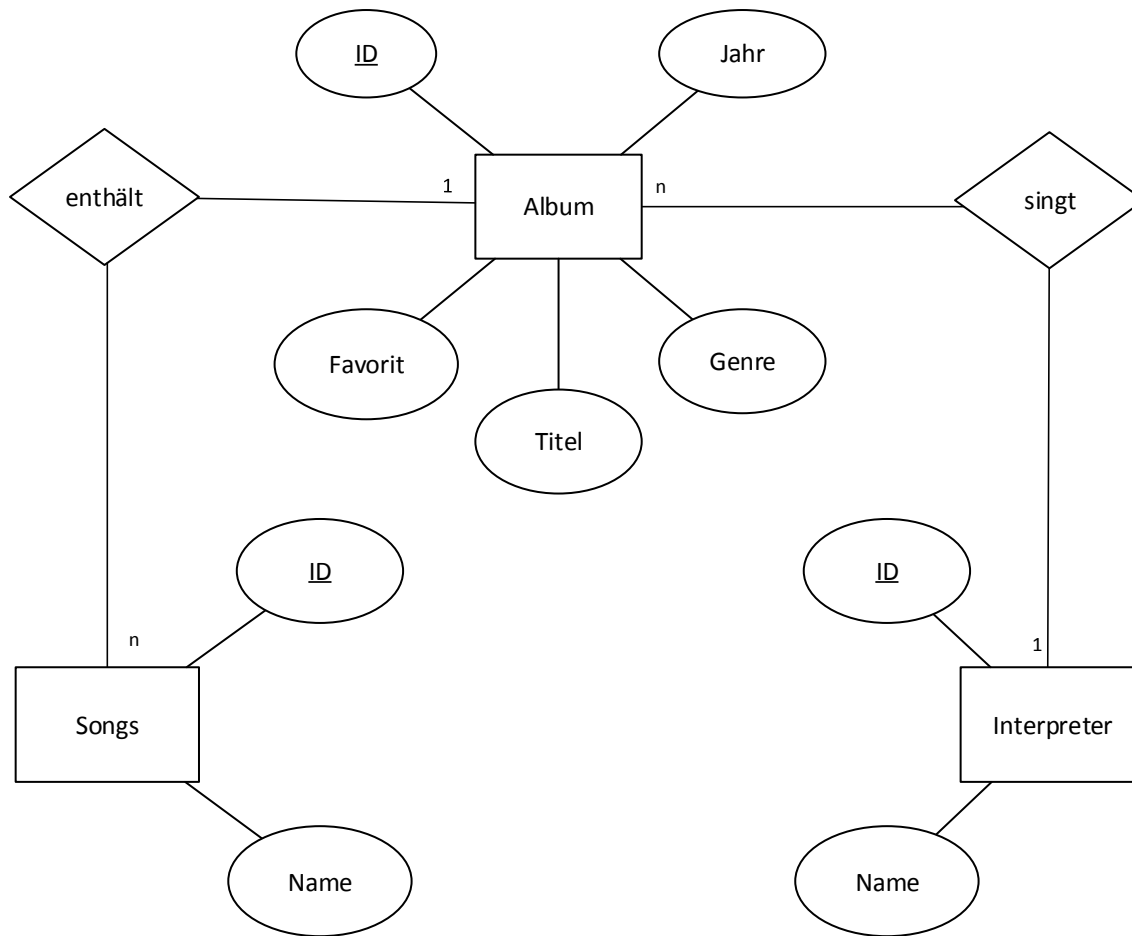 ID
Jahr
enthält
1
Album
n
singt
Favorit
Genre
Titel
ID
ID
n
1
Songs
Interpreter
Name
Name